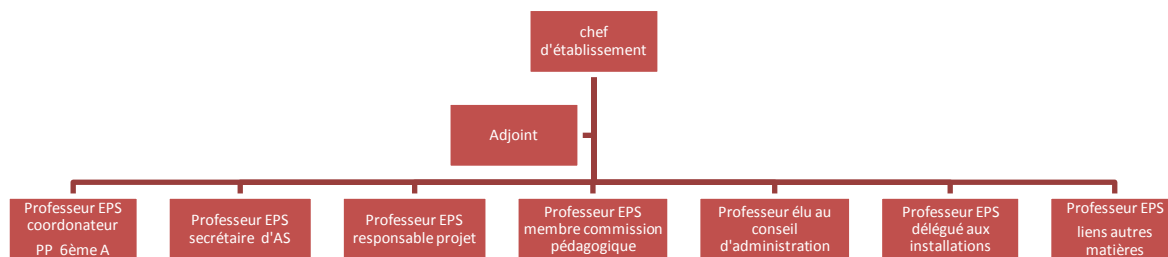 chef
d'établissement
Adjoint
Professeur EPS
coordonateur
PP 6ème A
Professeur EPS
secrétaire d'AS
Professeur EPS
responsable projet
Professeur EPS
membre commission
pédagogique
Professeur élu au
conseil
d'administration
Professeur EPS
délégué aux
installations
Professeur EPS
liens autres
matières